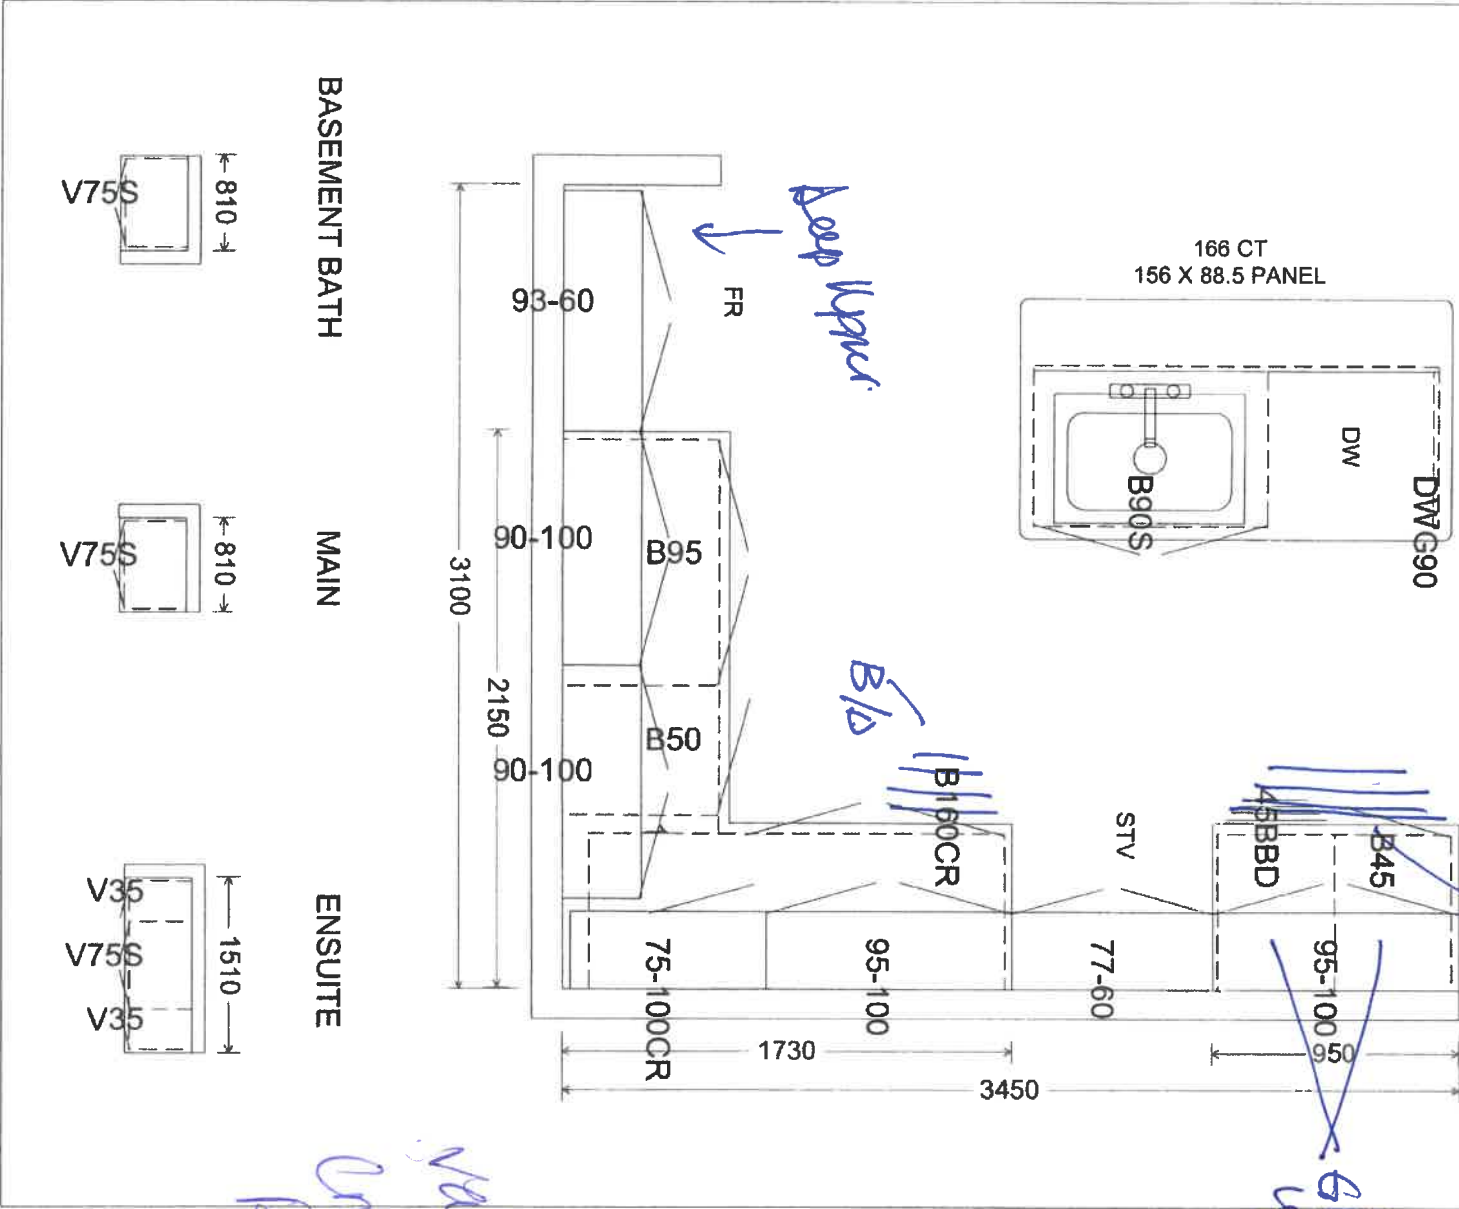 BASEMENT BATH
V75S
810
MAIN
V75S
810
ENSUITE
V35
V75S
V35
1510
Deep Upper
FR
93-60
166 CT
156 X 88.5 PANEL
DW
DWG90
B90S
90-100
B95
3100
2150
B50
90-100
B/D
B160CR
STV
45BBD
B45
75-100CR
95-100
77-60
95-100
1730
950
3450